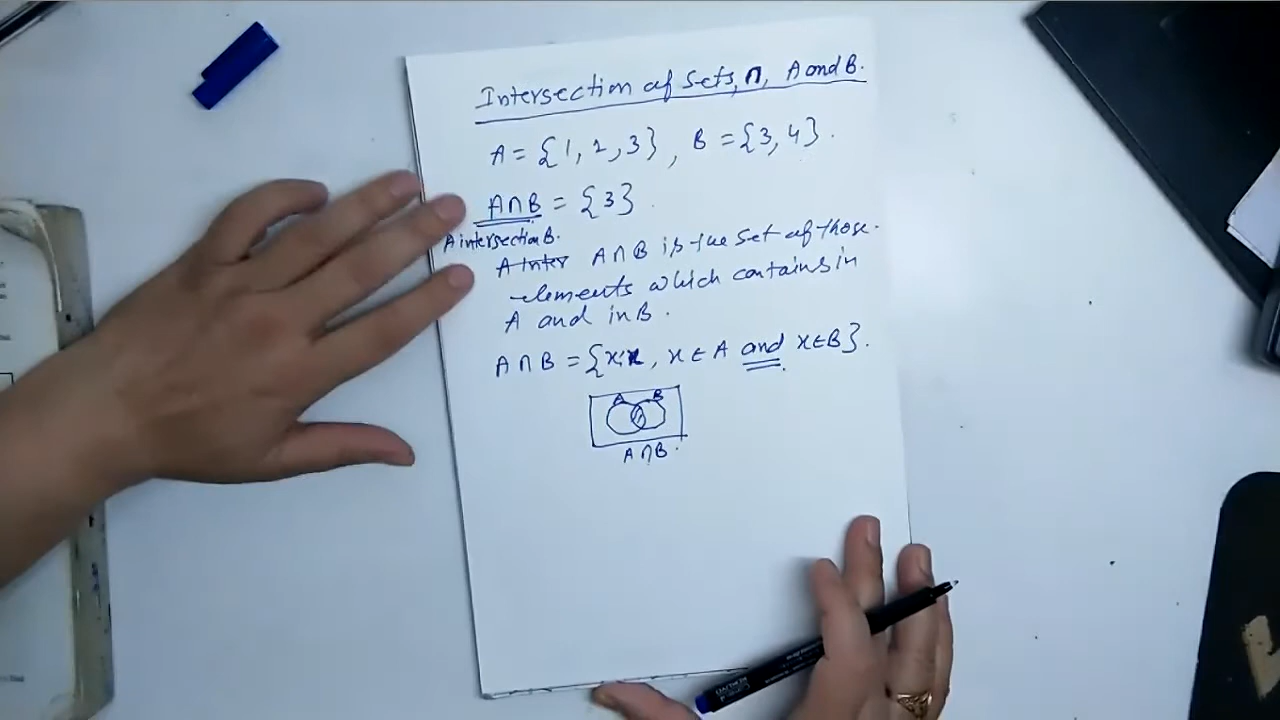 Intersection of Sets, ∩, A and B.
A = {1, 2, 3}, B = {3, 4}.
A∩B = {3}.
A intersection B.
A Inter A∩B is the set of those
elements which contains in
A and in B.
A∩B = {x:x, x∈A and x∈B}.
A B
A∩B.